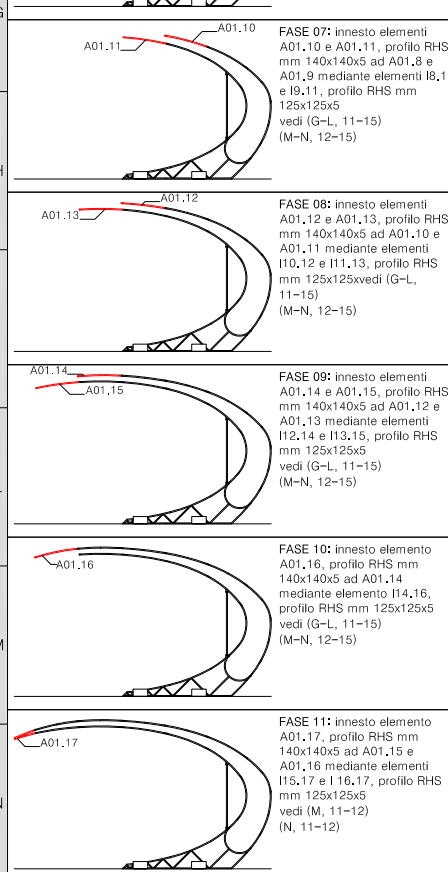 G
A01.10
A01.11
FASE 07: innesto elementi
A01.10 e A01.11, profilo RHS
mm 140x140x5 ad A01.8 e
A01.9 mediante elementi I8.1
e I9.11, profilo RHS mm
125x125x5
vedi (G-L, 11-15)
(M-N, 12-15)
H
A01.12
A01.13
FASE 08: innesto elementi
A01.12 e A01.13, profilo RHS
mm 140x140x5 ad A01.10 e
A01.11 mediante elementi
I10.12 e I11.13, profilo RHS
mm 125x125xvedi (G-L,
11-15)
(M-N, 12-15)
A01.14
A01.15
FASE 09: innesto elementi
A01.14 e A01.15, profilo RHS
mm 140x140x5 ad A01.12 e
A01.13 mediante elementi
I12.14 e I13.15, profilo RHS
mm 125x125x5
vedi (G-L, 11-15)
(M-N, 12-15)
A01.16
FASE 10: innesto elemento
A01.16, profilo RHS mm
140x140x5 ad A01.14
mediante elemento I14.16,
profilo RHS mm 125x125x5
vedi (G-L, 11-15)
(M-N, 12-15)
M
A01.17
FASE 11: innesto elemento
A01.17, profilo RHS mm
140x140x5 ad A01.15 e
A01.16 mediante elementi
I15.17 e I 16.17, profilo RHS
mm 125x125x5
vedi (M, 11-12)
(N, 11-12)
N